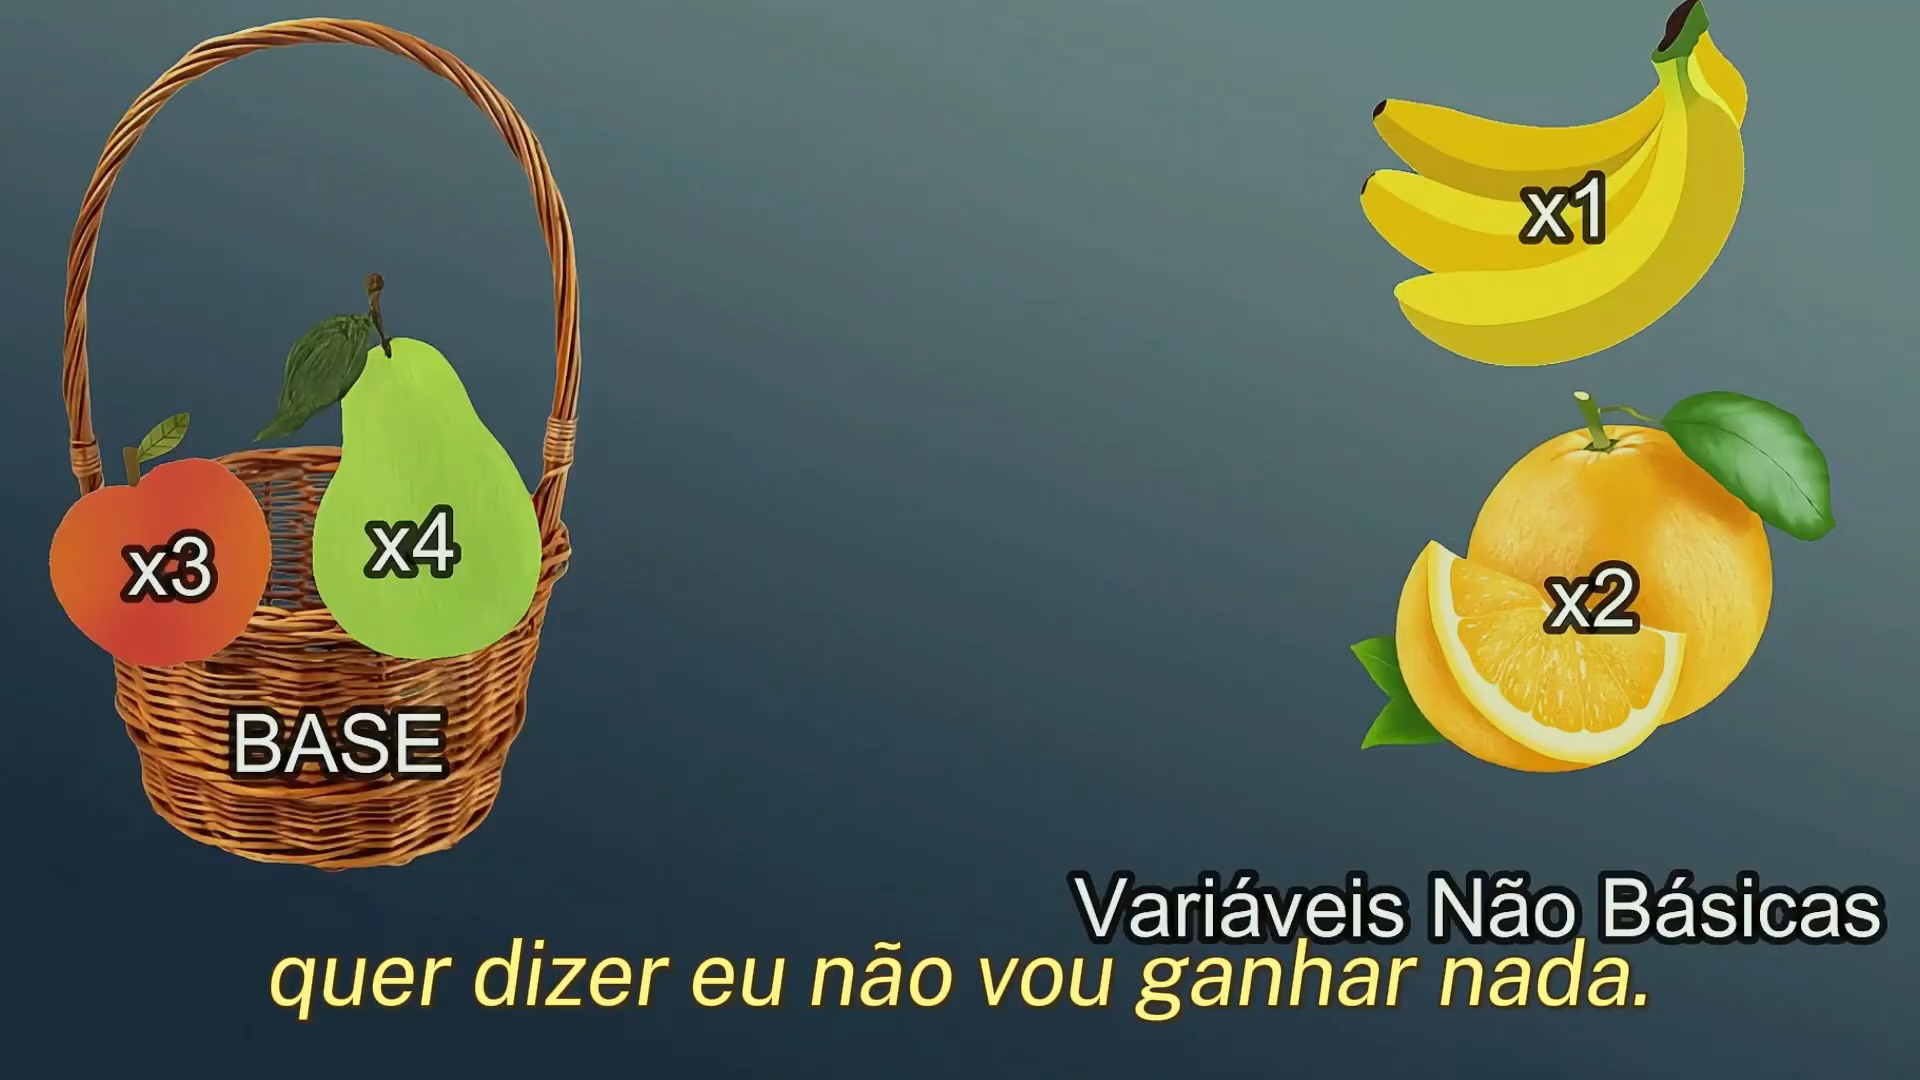 x1
x3
x4
x2
BASE
Variáveis Não Básicas
quer dizer eu não vou ganhar nada.